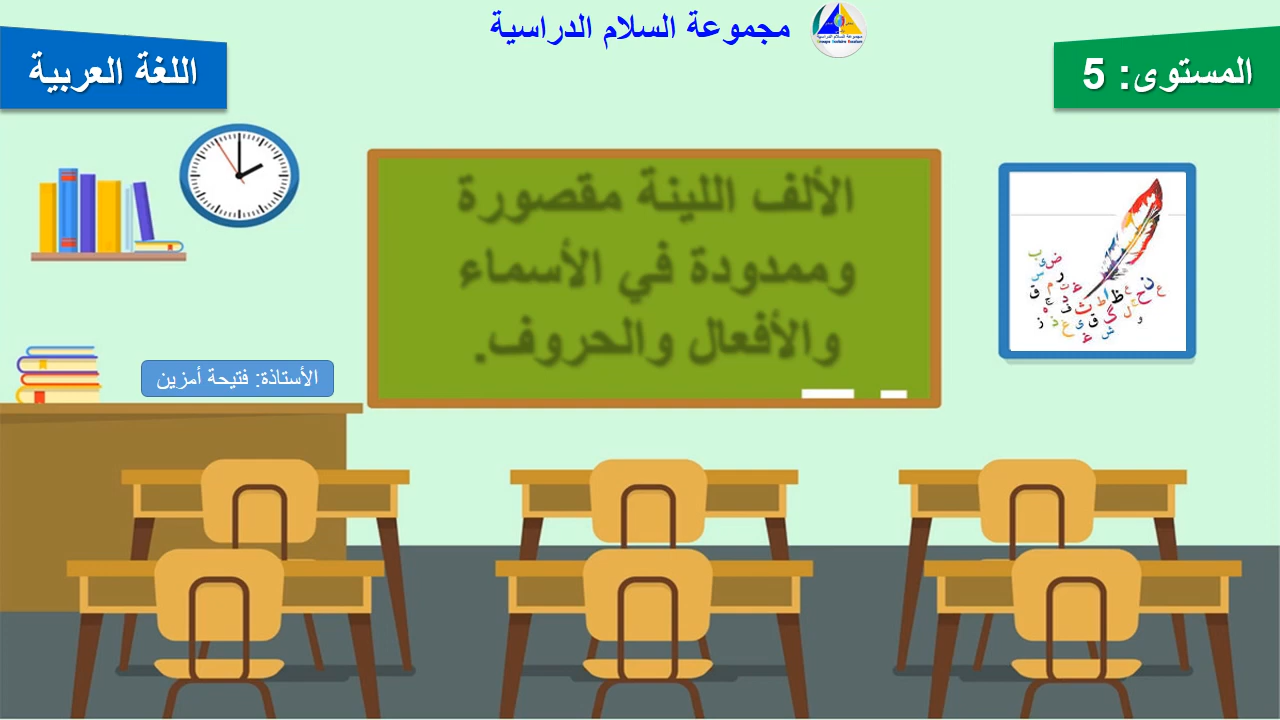 مجموعة السلام الدراسية
المستوى: 5
اللغة العربية
الألف اللينة مقصورة
وممدودة في الأسماء
والأفعال والحروف.
الأستاذة: فتيحة أمزين